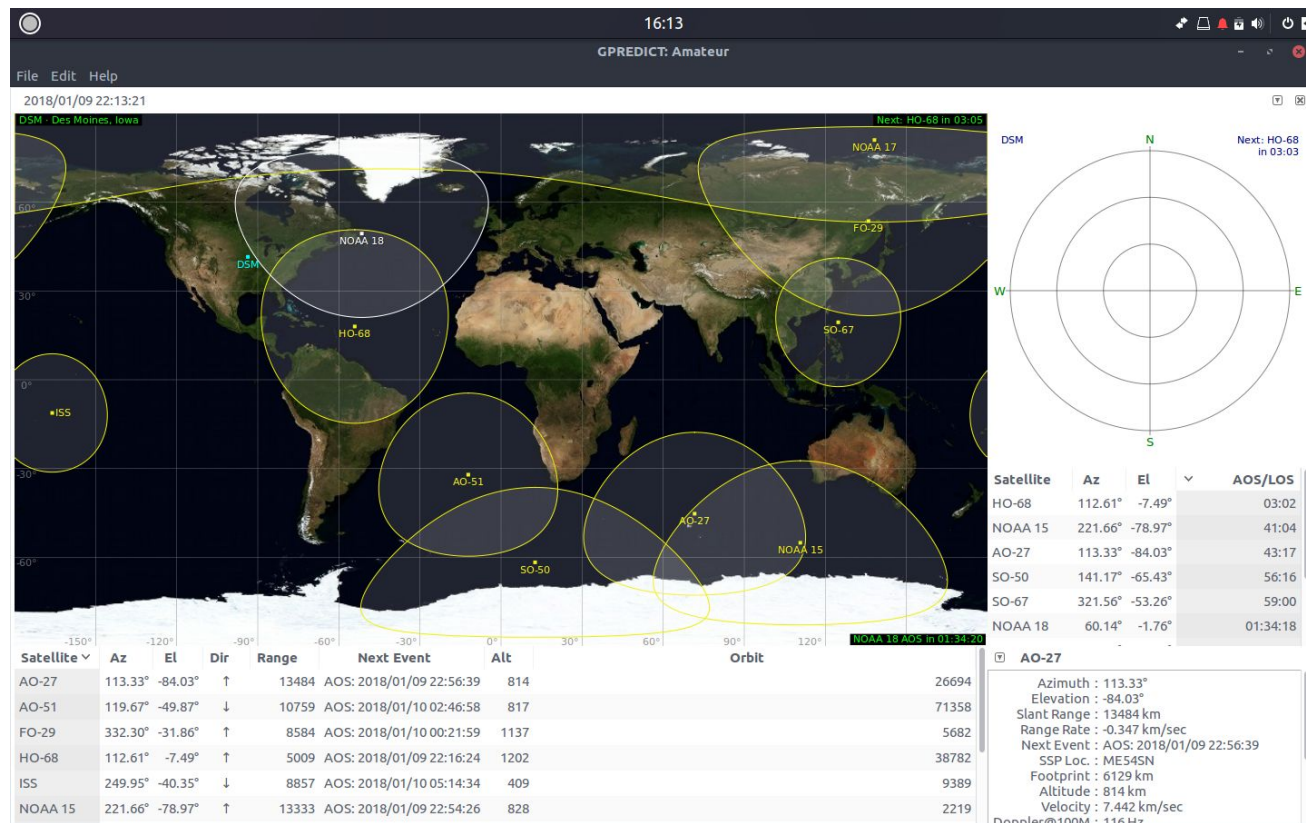 16:13
GPREDICT: Amateur
File Edit Help
2018/01/09 22:13:21
DSM - Des Moines, Iowa
Next: HO-68 in 03:05
NOAA 17
60°
FO-29
NOAA 18
DSM
30°
HO-68
SO-67
0°
ISS
-30°
AO-51
AO-27
NOAA 15
-60°
SO-50
-150° -120° -90° -60° -30° 0° 30° 60° 90° 120°
NOAA 18 AOS in 01:34:20
DSM
N
Next: HO-68
in 03:03
W
E
S
Satellite Az El AOS/LOS
HO-68 112.61° -7.49° 03:02
NOAA 15 221.66° -78.97° 41:04
AO-27 113.33° -84.03° 43:17
SO-50 141.17° -65.43° 56:16
SO-67 321.56° -53.26° 59:00
NOAA 18 60.14° -1.76° 01:34:18
Satellite Az El Dir Range Next Event Alt Orbit
AO-27 113.33° -84.03° ↑ 13484 AOS: 2018/01/09 22:56:39 814 26694
AO-51 119.67° -49.87° ↓ 10759 AOS: 2018/01/10 02:46:58 817 71358
FO-29 332.30° -31.86° ↑ 8584 AOS: 2018/01/10 00:21:59 1137 5682
HO-68 112.61° -7.49° ↑ 5009 AOS: 2018/01/09 22:16:24 1202 38782
ISS 249.95° -40.35° ↓ 8857 AOS: 2018/01/10 05:14:34 409 9389
NOAA 15 221.66° -78.97° ↑ 13333 AOS: 2018/01/09 22:54:26 828 2219
AO-27
Azimuth : 113.33°
Elevation : -84.03°
Slant Range : 13484 km
Range Rate : -0.347 km/sec
Next Event : AOS: 2018/01/09 22:56:39
SSP Loc. : ME54SN
Footprint : 6129 km
Altitude : 814 km
Velocity : 7.442 km/sec
Doppler@100M : 116 Hz